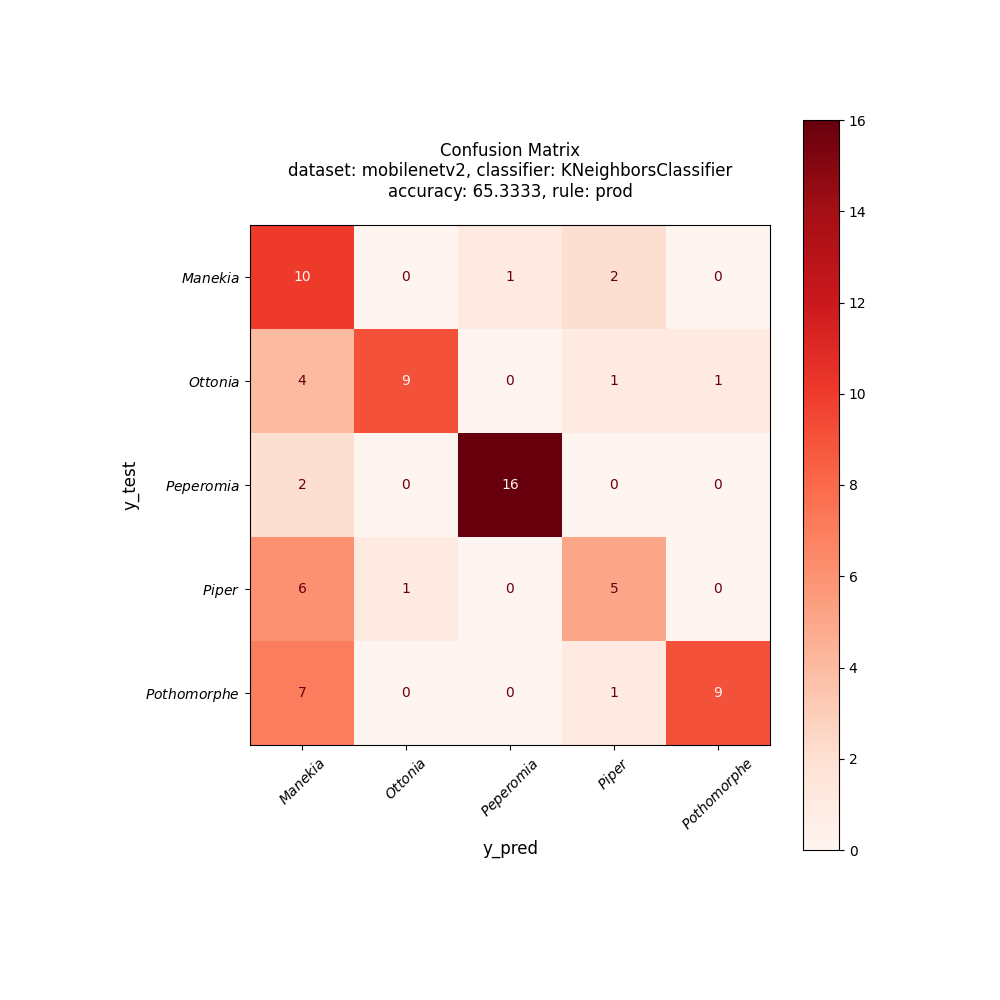 Confusion Matrix
dataset: mobilenetv2, classifier: KNeighborsClassifier
accuracy: 65.3333, rule: prod
Manekia 10 0 1 2 0
Ottonia 4 9 0 1 1
Peperomia 2 0 16 0 0
Piper 6 1 0 5 0
Pothomorphe 7 0 0 1 9
y_test
Manekia Ottonia Peperomia Piper Pothomorphe
y_pred
16
14
12
10
8
6
4
2
0